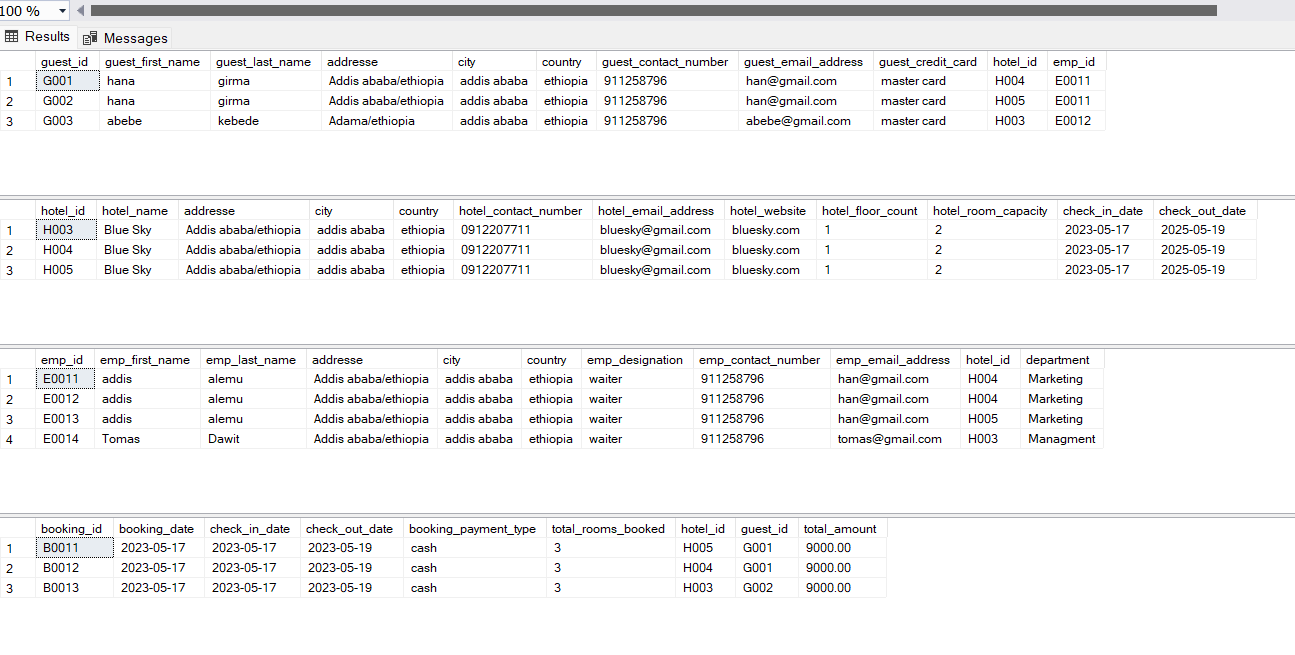 100 %
Results Messages
guest_id guest_first_name guest_last_name addresse city country guest_contact_number guest_email_address guest_credit_card hotel_id emp_id
1 G001 hana girma Addis ababa/ethiopia addis ababa ethiopia 911258796 han@gmail.com master card H004 E0011
2 G002 hana girma Addis ababa/ethiopia addis ababa ethiopia 911258796 han@gmail.com master card H005 E0011
3 G003 abebe kebede Adama/ethiopia addis ababa ethiopia 911258796 abebe@gmail.com master card H003 E0012
hotel_id hotel_name addresse city country hotel_contact_number hotel_email_address hotel_website hotel_floor_count hotel_room_capacity check_in_date check_out_date
1 H003 Blue Sky Addis ababa/ethiopia addis ababa ethiopia 0912207711 bluesky@gmail.com bluesky.com 1 2 2023-05-17 2025-05-19
2 H004 Blue Sky Addis ababa/ethiopia addis ababa ethiopia 0912207711 bluesky@gmail.com bluesky.com 1 2 2023-05-17 2025-05-19
3 H005 Blue Sky Addis ababa/ethiopia addis ababa ethiopia 0912207711 bluesky@gmail.com bluesky.com 1 2 2023-05-17 2025-05-19
emp_id emp_first_name emp_last_name addresse city country emp_designation emp_contact_number emp_email_address hotel_id department
1 E0011 addis alemu Addis ababa/ethiopia addis ababa ethiopia waiter 911258796 han@gmail.com H004 Marketing
2 E0012 addis alemu Addis ababa/ethiopia addis ababa ethiopia waiter 911258796 han@gmail.com H004 Marketing
3 E0013 addis alemu Addis ababa/ethiopia addis ababa ethiopia waiter 911258796 han@gmail.com H005 Marketing
4 E0014 Tomas Dawit Addis ababa/ethiopia addis ababa ethiopia waiter 911258796 tomas@gmail.com H003 Managment
booking_id booking_date check_in_date check_out_date booking_payment_type total_rooms_booked hotel_id guest_id total_amount
1 B0011 2023-05-17 2023-05-17 2023-05-19 cash 3 H005 G001 9000.00
2 B0012 2023-05-17 2023-05-17 2023-05-19 cash 3 H004 G001 9000.00
3 B0013 2023-05-17 2023-05-17 2023-05-19 cash 3 H003 G002 9000.00